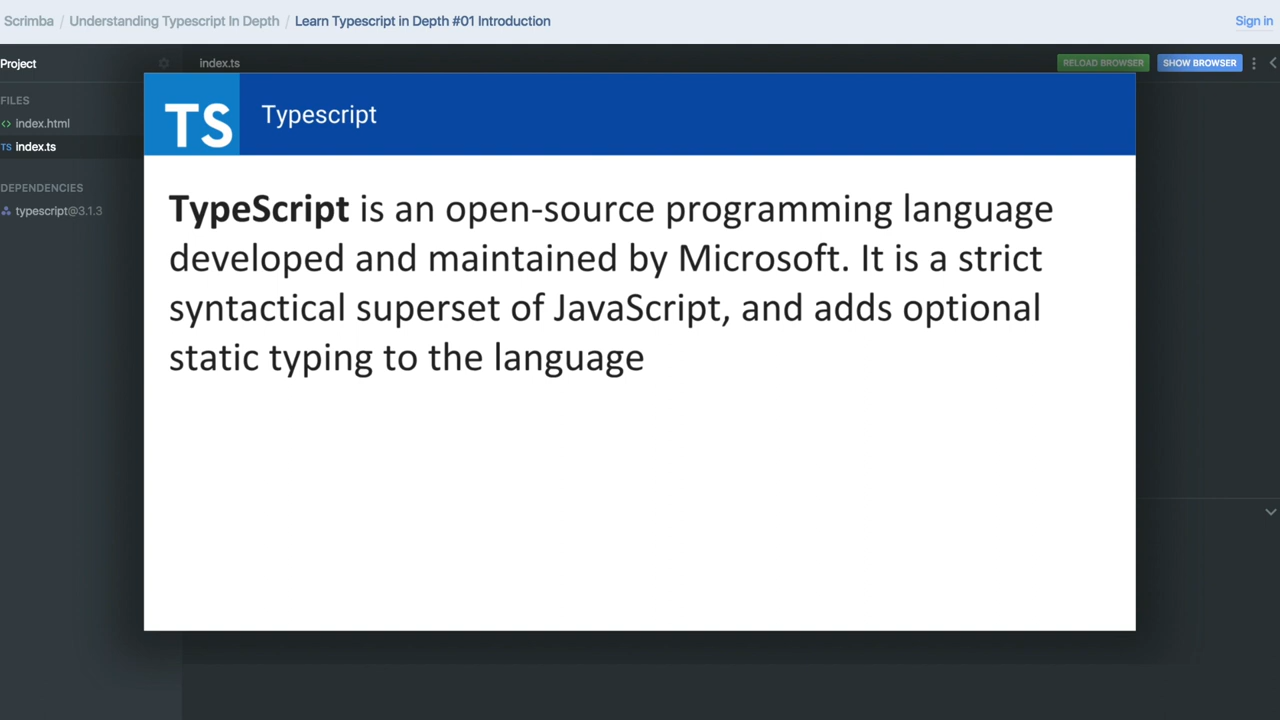 Scrimba / Understanding Typescript In Depth / Learn Typescript in Depth #01 Introduction
Sign in
Project
index.ts
RELOAD BROWSER
SHOW BROWSER
FILES
<> index.html
TS index.ts
DEPENDENCIES
typescript@3.1.3
TS
Typescript
TypeScript is an open-source programming language
developed and maintained by Microsoft. It is a strict
syntactical superset of JavaScript, and adds optional
static typing to the language